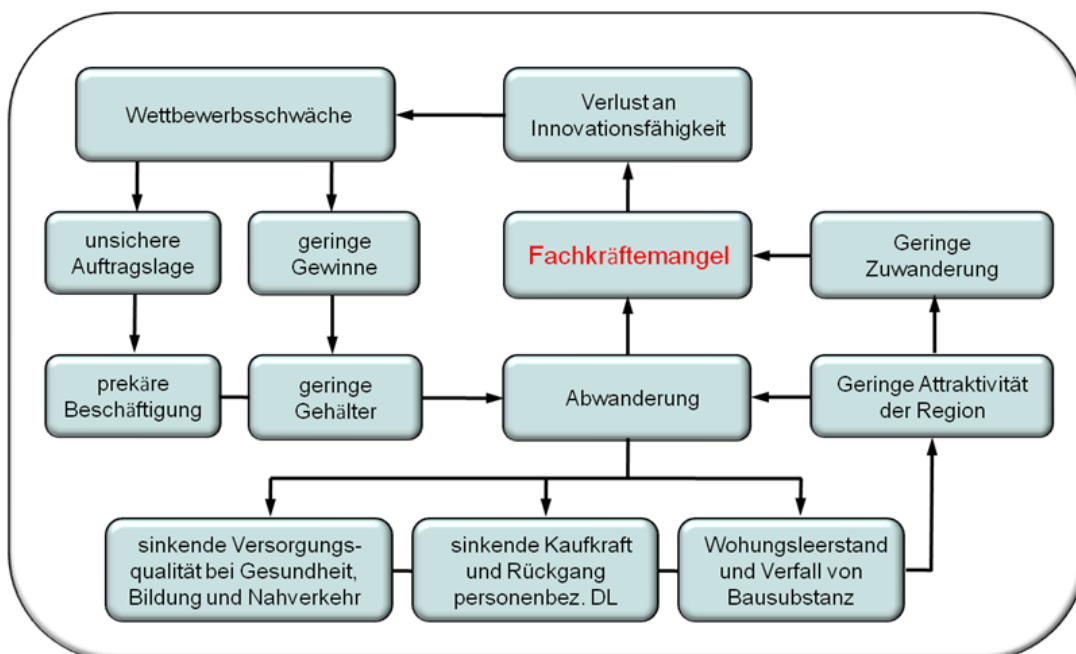 Wettbewerbsschwäche
Verlust an
Innovationsfähigkeit
unsichere
Auftragslage
geringe
Gewinne
Fachkräftemangel
Geringe
Zuwanderung
prekäre
Beschäftigung
geringe
Gehälter
Abwanderung
Geringe Attraktivität
der Region
sinkende Versorgungs-
qualität bei Gesundheit,
Bildung und Nahverkehr
sinkende Kaufkraft
und Rückgang
personenbez. DL
Wohungsleerstand
und Verfall von
Bausubstanz